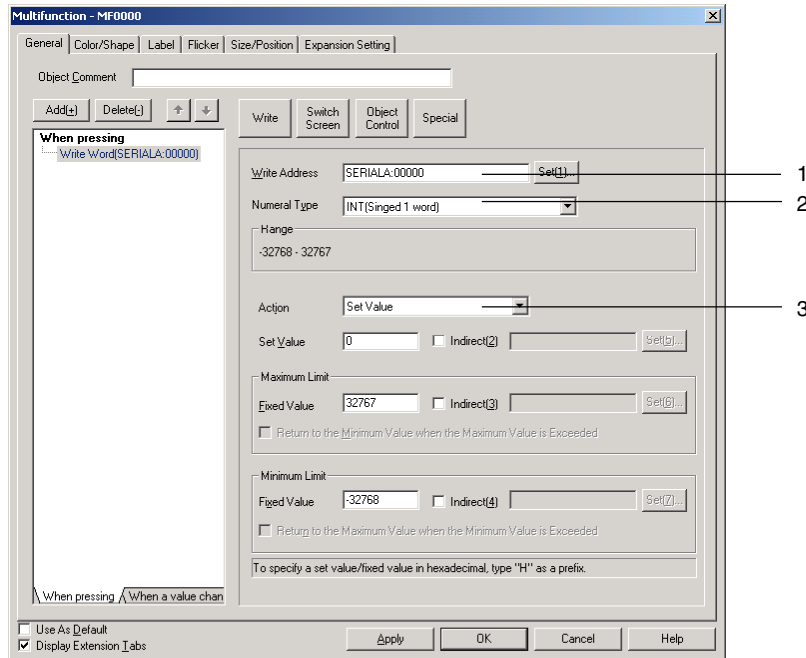 Multifunction - MF0000
General Color/Shape Label Flicker Size/Position Expansion Setting
Object Comment
Add(+) Delete(-)
Write Switch Screen Object Control Special
When pressing
Write Word(SERIALA:00000)
Write Address SERIALA:00000 Set(1)... 1
Numeral Type INT(Singed 1 word) 2
Range
-32768 - 32767
Action Set Value 3
Set Value 0 Indirect(2) Set(5)...
Maximum Limit
Fixed Value 32767 Indirect(3) Set(6)...
Return to the Minimum Value when the Maximum Value is Exceeded
Minimum Limit
Fixed Value -32768 Indirect(4) Set(7)...
Return to the Maximum Value when the Minimum Value is Exceeded
To specify a set value/fixed value in hexadecimal, type "H" as a prefix.
When pressing When a value chan
Use As Default
Display Extension Tabs
Apply OK Cancel Help